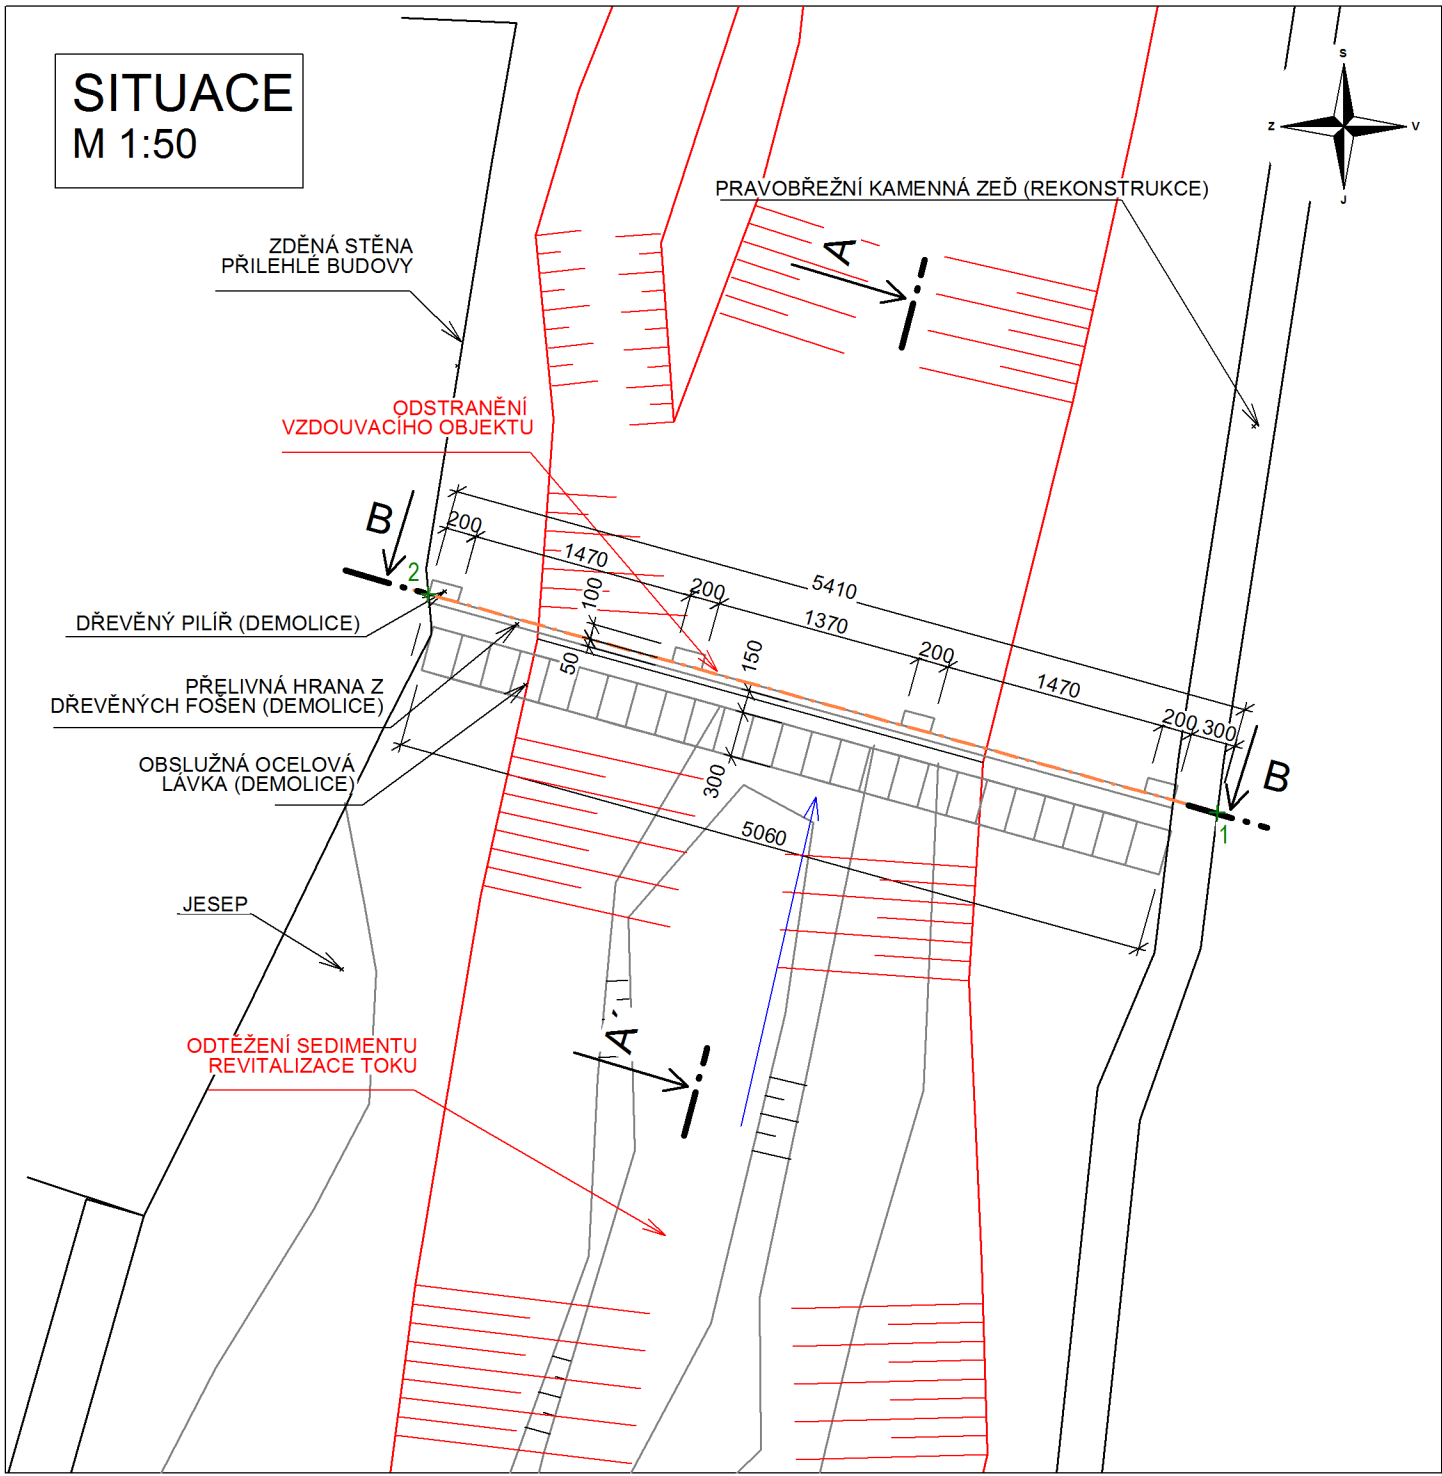 SITUACE
M 1:50
S
Z
V
J
PRAVOBŘEŽNÍ KAMENNÁ ZEĎ (REKONSTRUKCE)
ZDĚNÁ STĚNA
PŘILEHLÉ BUDOVY
A
ODSTRANĚNÍ
VZDOUVACÍHO OBJEKTU
B
2
200
1470
200
5410
1370
200
1470
200
300
100
50
150
300
5060
B
1
DŘEVĚNÝ PILÍŘ (DEMOLICE)
PŘELIVNÁ HRANA Z
DŘEVĚNÝCH FOŠEN (DEMOLICE)
OBSLUŽNÁ OCELOVÁ
LÁVKA (DEMOLICE)
JESEP
A´
ODTĚŽENÍ SEDIMENTU
REVITALIZACE TOKU